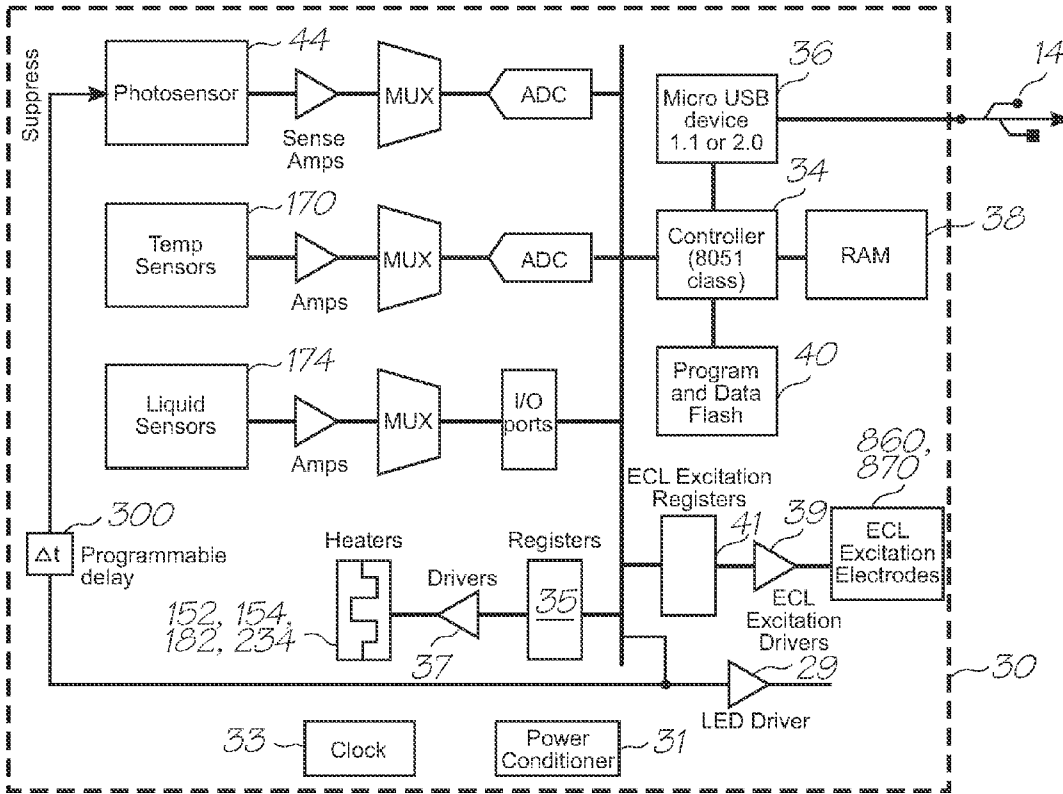 Suppress
44
Photosensor
Sense
Amps
MUX
ADC
36
Micro USB
device
1.1 or 2.0
14
170
Temp
Sensors
Amps
MUX
ADC
34
Controller
(8051
class)
38
RAM
174
Liquid
Sensors
Amps
MUX
I/O
ports
Program
and Data
Flash
40
860,
870
ECL Excitation
Registers
41
39
ECL
Excitation
Electrodes
ECL
Excitation
Drivers
300
Δt
Programmable
delay
Heaters
152, 154,
182, 234
Drivers
37
Registers
35
29
LED Driver
30
33
Clock
Power
Conditioner
31